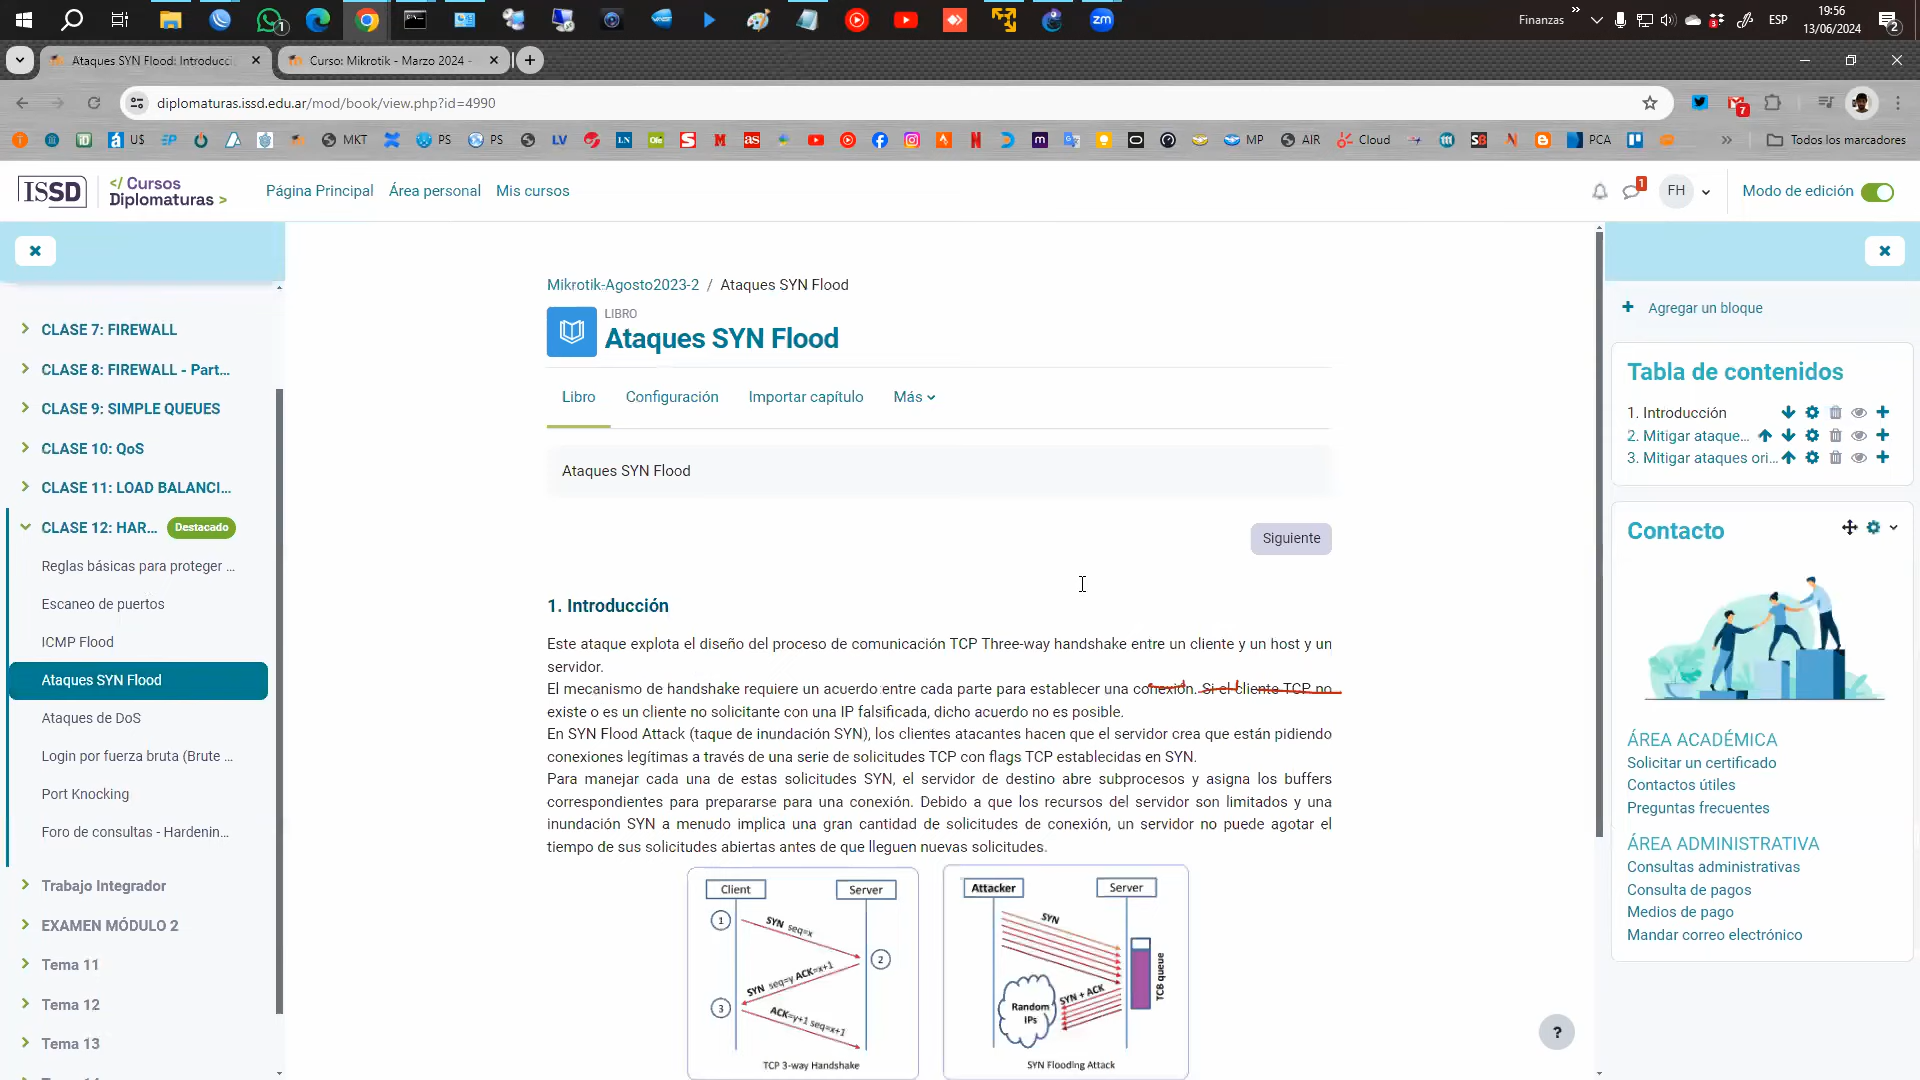 Finanzas
ESP
19:56
13/06/2024
2
1
Ataques SYN Flood: Introducci
Curso: Mikrotik - Marzo 2024 -
diplomaturas.issd.edu.ar/mod/book/view.php?id=4990
7
U$
MKT
PS
PS
LV
MP
AIR
Cloud
PCA
Todos los marcadores
ISSD
</ Cursos
Diplomaturas >
Página Principal
Área personal
Mis cursos
1
FH
Modo de edición
CLASE 7: FIREWALL
CLASE 8: FIREWALL - Part...
CLASE 9: SIMPLE QUEUES
CLASE 10: QoS
CLASE 11: LOAD BALANCI...
CLASE 12: HAR...
Destacado
Reglas básicas para proteger ...
Escaneo de puertos
ICMP Flood
Ataques SYN Flood
Ataques de DoS
Login por fuerza bruta (Brute ...
Port Knocking
Foro de consultas - Hardenin...
Trabajo Integrador
EXAMEN MÓDULO 2
Tema 11
Tema 12
Tema 13
Mikrotik-Agosto2023-2 / Ataques SYN Flood
LIBRO
Ataques SYN Flood
Libro
Configuración
Importar capítulo
Más
Ataques SYN Flood
Siguiente
1. Introducción
Este ataque explota el diseño del proceso de comunicación TCP Three-way handshake entre un cliente y un host y un
servidor.
El mecanismo de handshake requiere un acuerdo entre cada parte para establecer una conexión. Si el cliente TCP no
existe o es un cliente no solicitante con una IP falsificada, dicho acuerdo no es posible.
En SYN Flood Attack (taque de inundación SYN), los clientes atacantes hacen que el servidor crea que están pidiendo
conexiones legítimas a través de una serie de solicitudes TCP con flags TCP establecidas en SYN.
Para manejar cada una de estas solicitudes SYN, el servidor de destino abre subprocesos y asigna los buffers
correspondientes para prepararse para una conexión. Debido a que los recursos del servidor son limitados y una
inundación SYN a menudo implica una gran cantidad de solicitudes de conexión, un servidor no puede agotar el
tiempo de sus solicitudes abiertas antes de que lleguen nuevas solicitudes.
Client
Server
1
SYN seq=x
2
SYN seq=y ACK=x+1
3
ACK=y+1 seq=x+1
TCP 3-way Handshake
Attacker
Server
SYN
TCB queue
SYN + ACK
Random
IPs
SYN Flooding Attack
Agregar un bloque
Tabla de contenidos
1. Introducción
2. Mitigar ataque...
3. Mitigar ataques ori...
Contacto
ÁREA ACADÉMICA
Solicitar un certificado
Contactos útiles
Preguntas frecuentes
ÁREA ADMINISTRATIVA
Consultas administrativas
Consulta de pagos
Medios de pago
Mandar correo electrónico
?